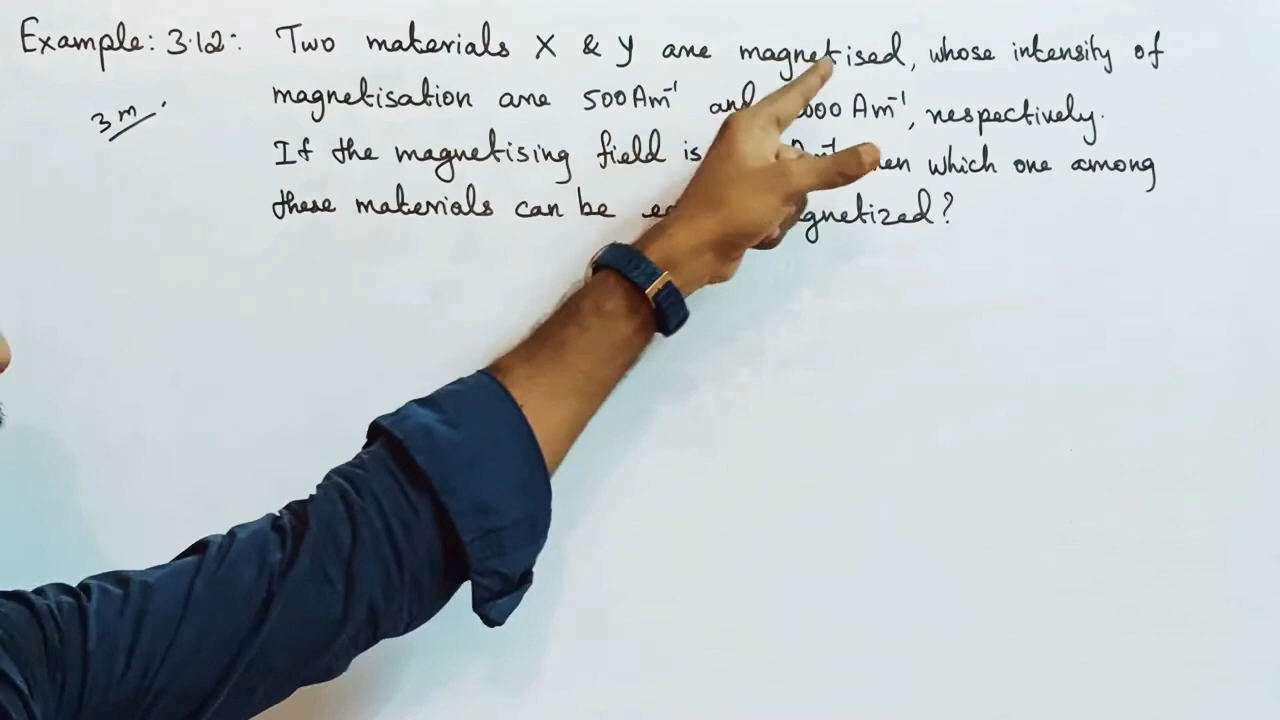 Example: 3.12: Two materials X & Y are magnetised, whose intensity of
magnetisation are 500 Am⁻¹ and 000 Am⁻¹, respectively.
3m If the magnetising field is which one among
these materials can be gnetized?